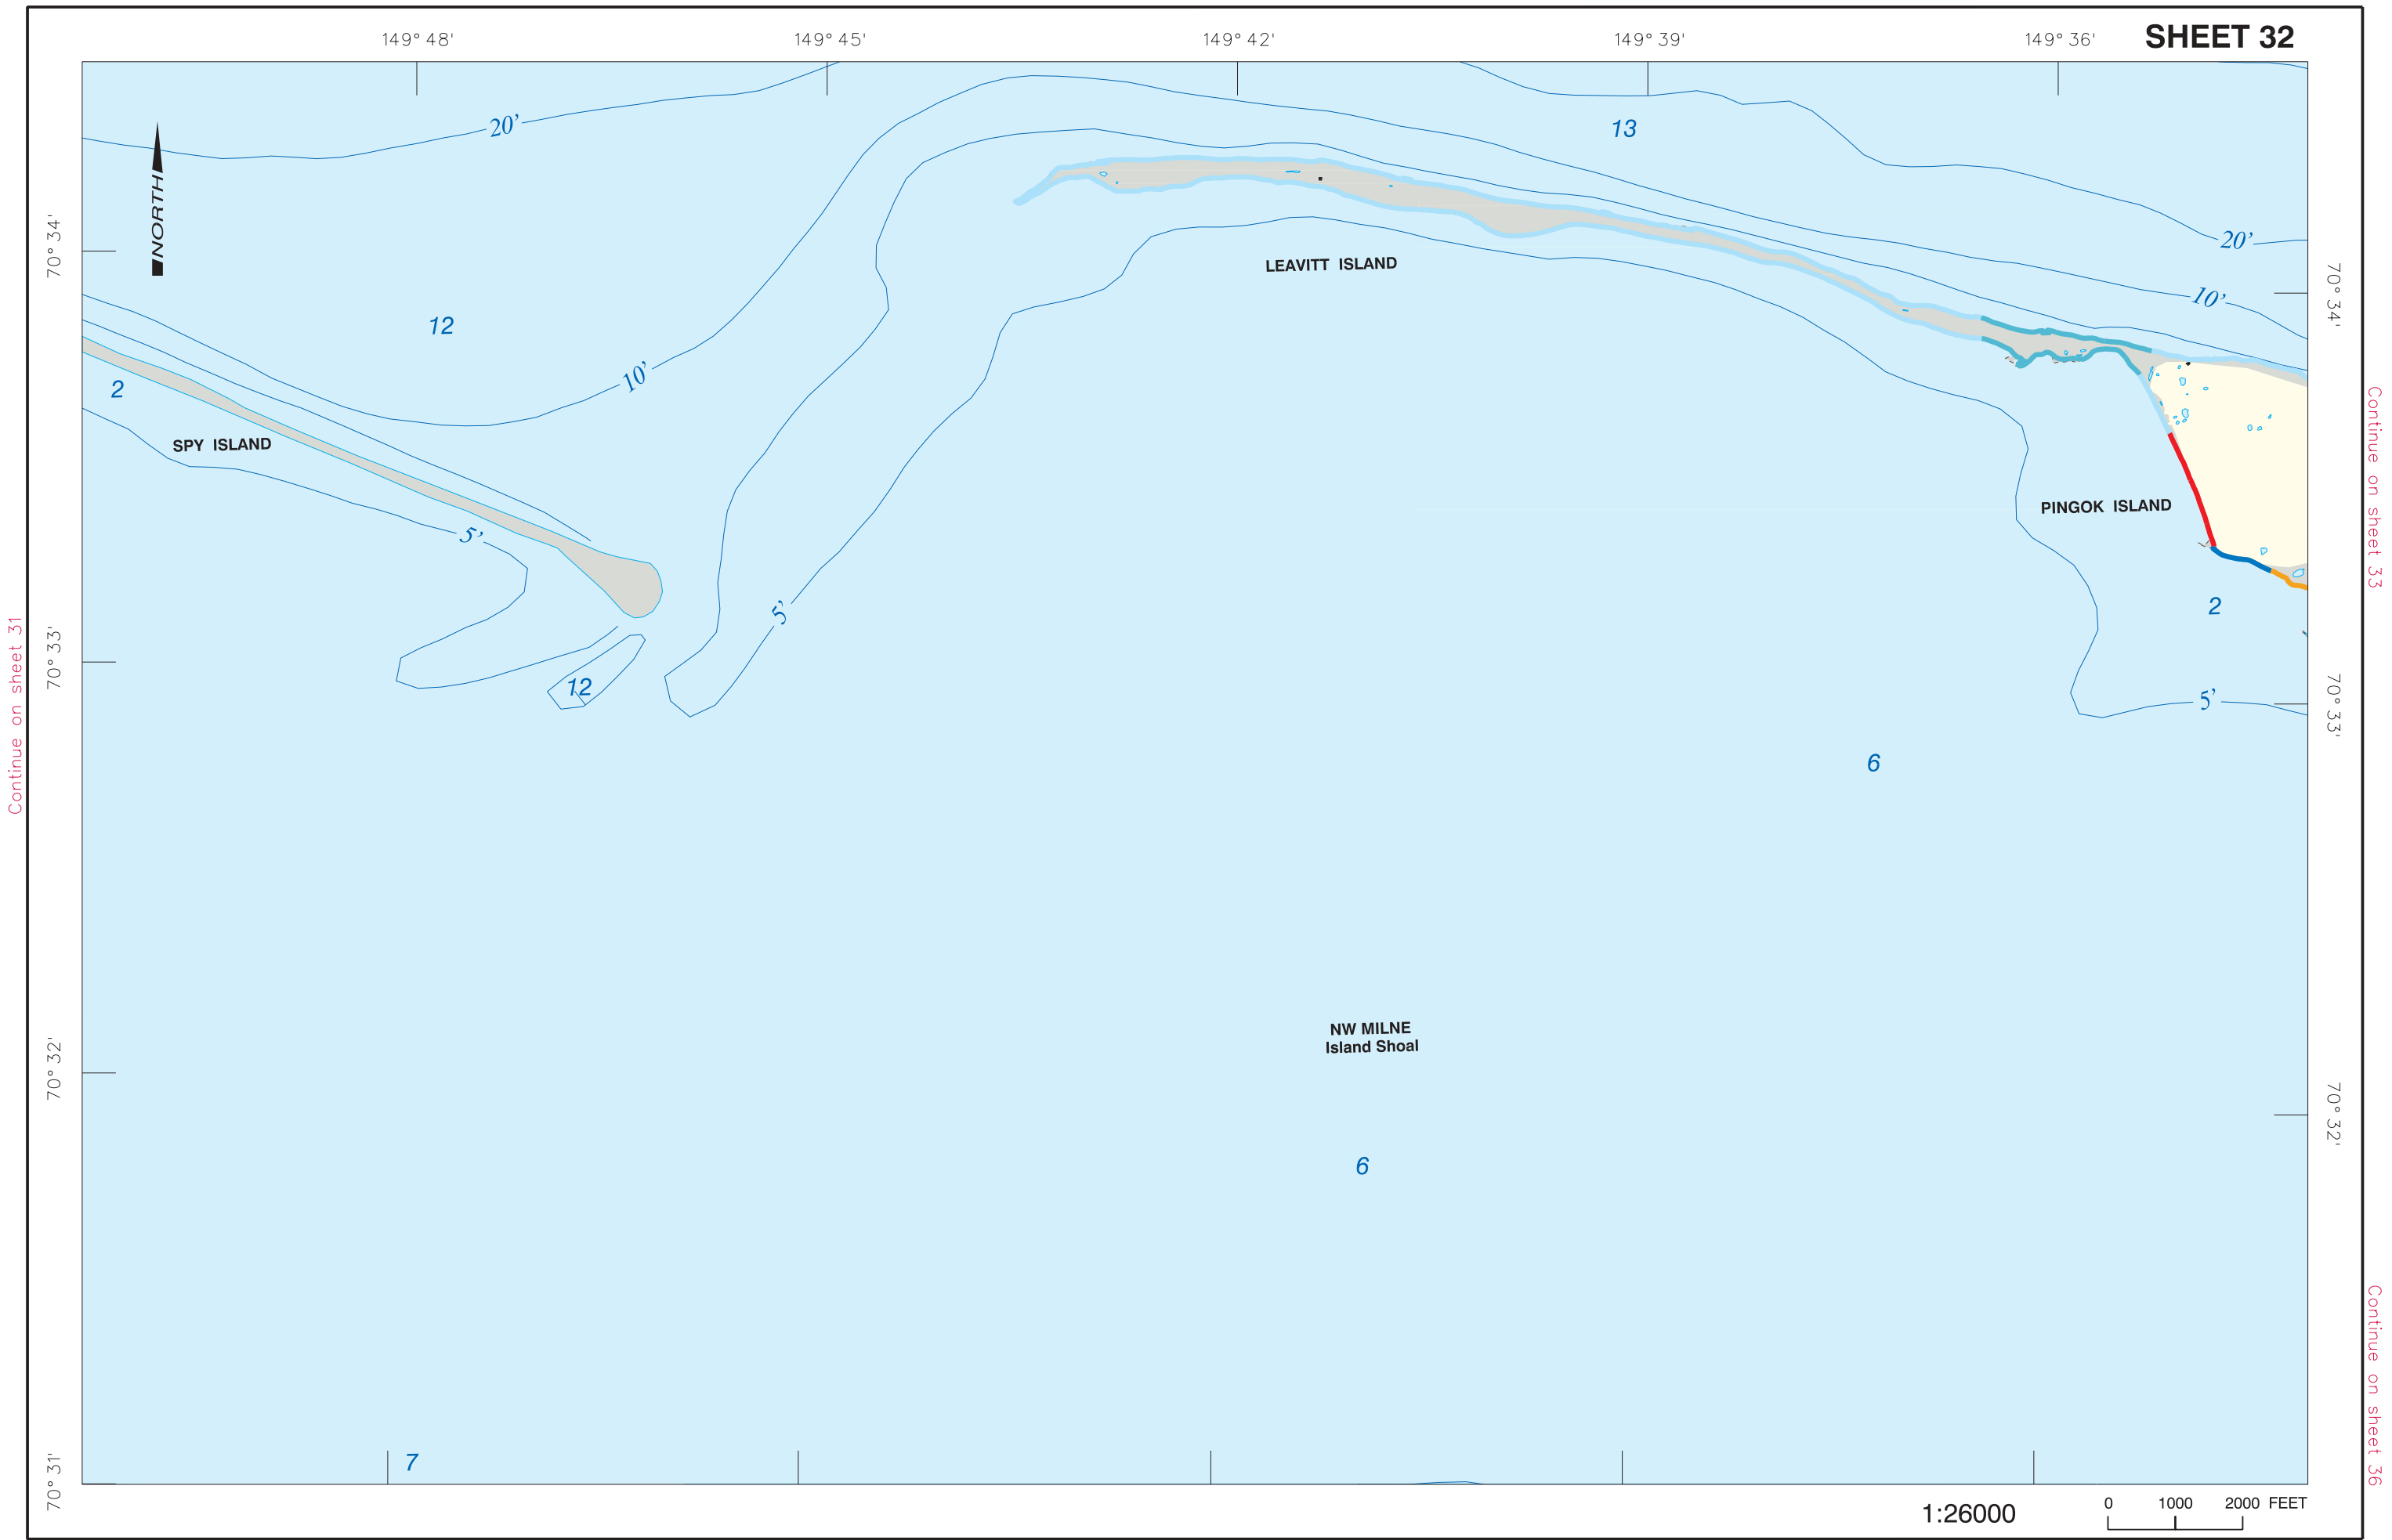 SHEET 32
149° 48'
149° 45'
149° 42'
149° 39'
149° 36'
20'
13
NORTH
70° 34'
20'
LEAVITT ISLAND
70° 34'
10'
12
10'
2
SPY ISLAND
Continue on sheet 33
PINGOK ISLAND
5'
2
5'
Continue on sheet 31
70° 33'
12
5'
70° 33'
6
NW MILNE
Island Shoal
70° 32'
70° 32'
6
Continue on sheet 36
7
70° 31'
1:26000
0 1000 2000 FEET